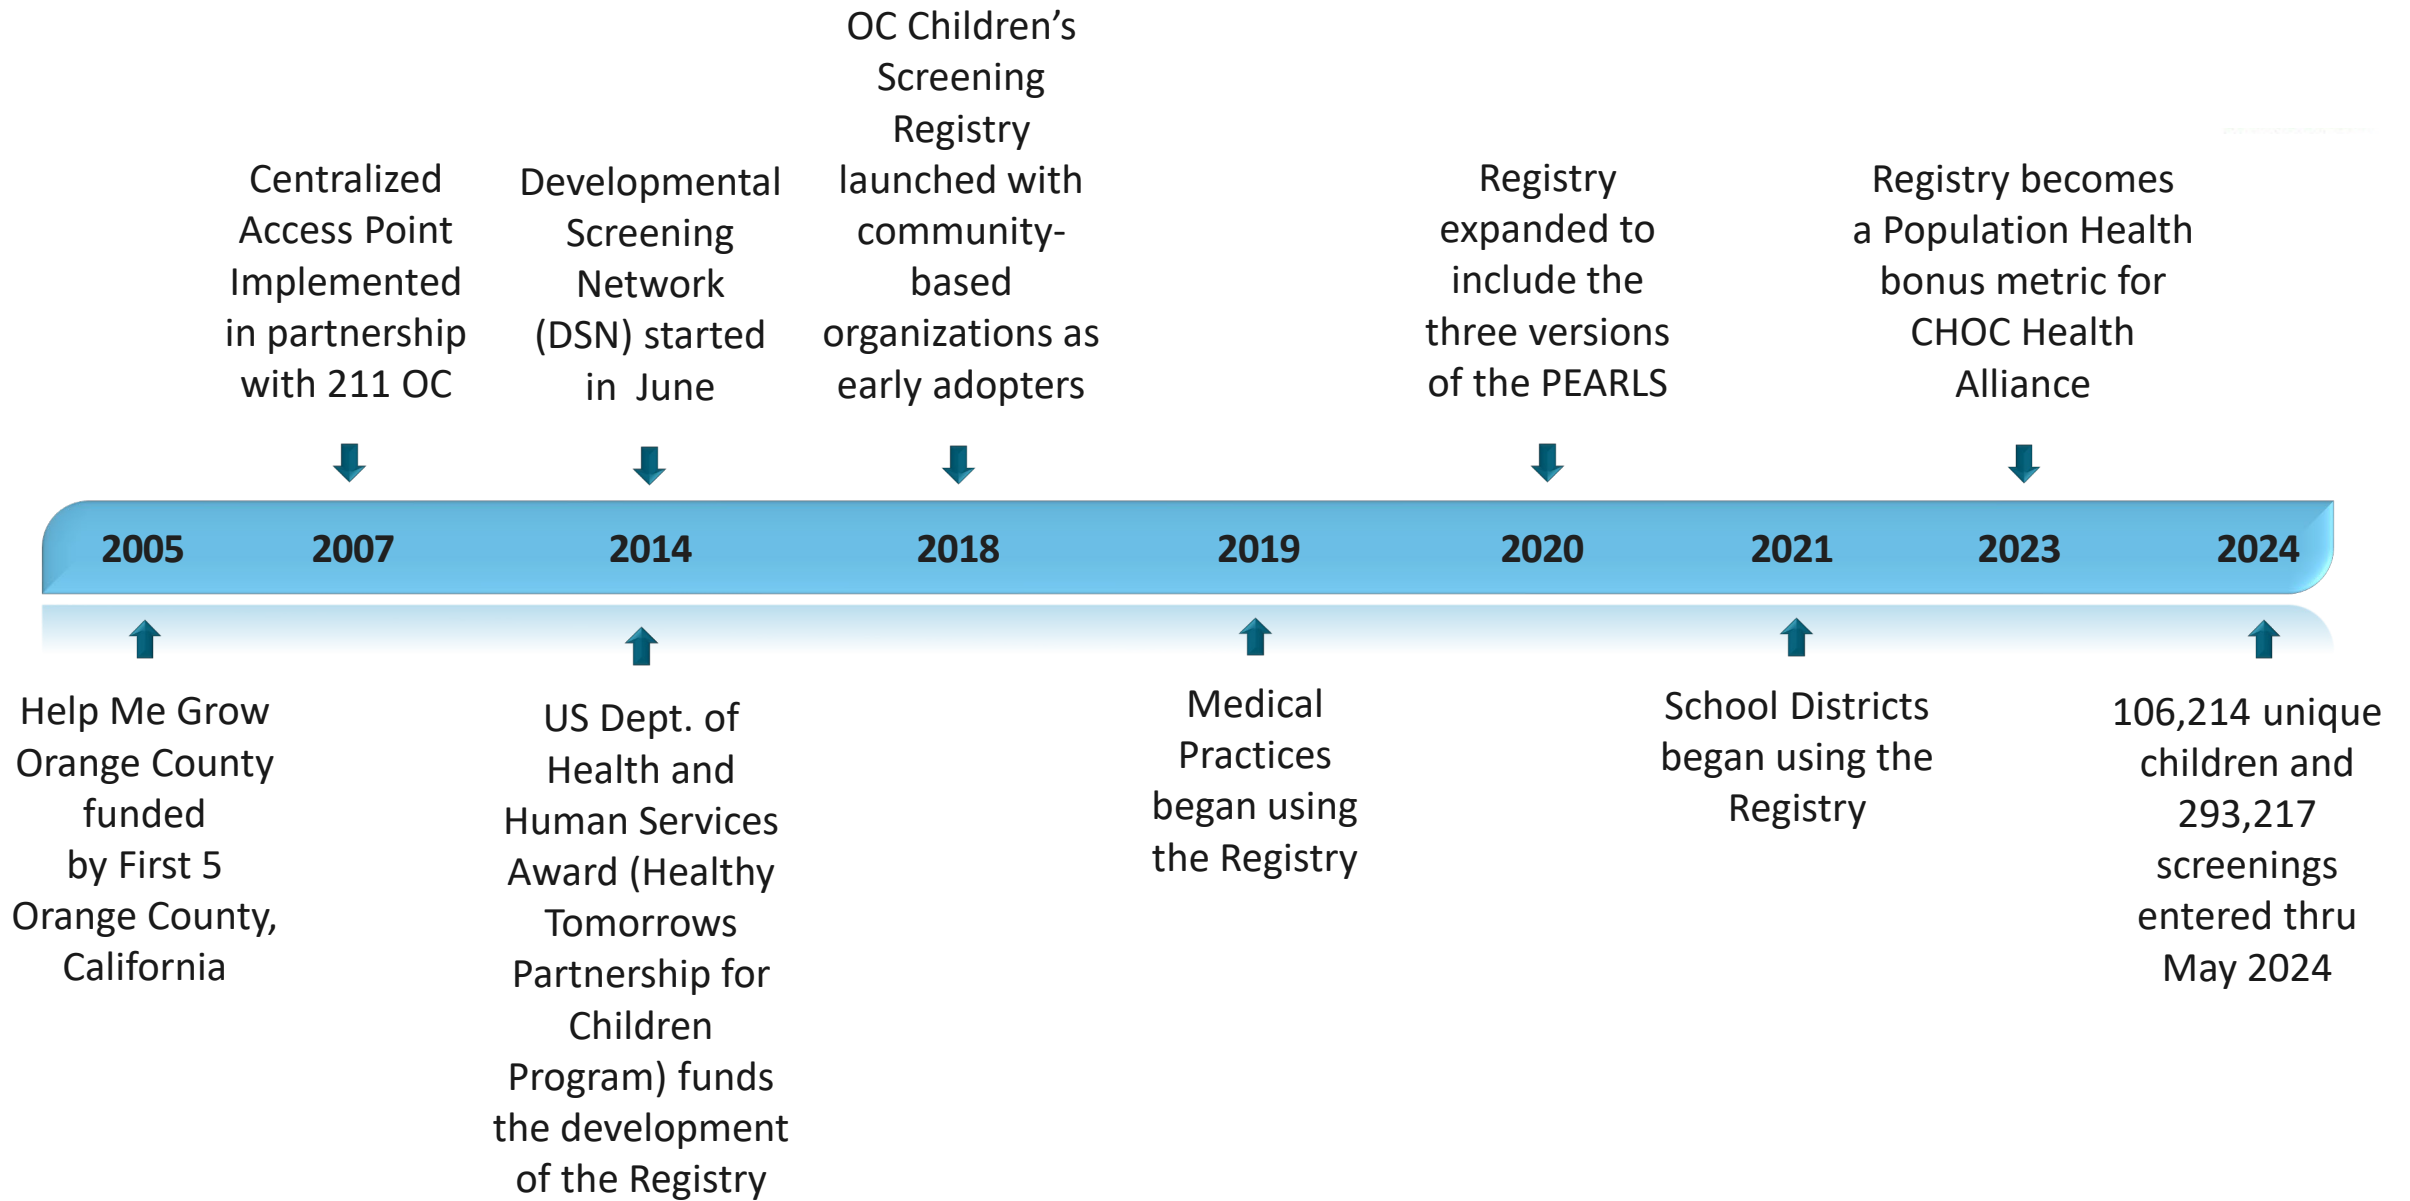 OC Children’s
Screening
Registry
launched with
community-
based
organizations as
early adopters
Centralized
Access Point
Implemented
in partnership
with 211 OC
Developmental
Screening
Network
(DSN) started
in  June
Registry
expanded to
include the
three versions
of the PEARLS
Registry becomes
a Population Health
bonus metric for
CHOC Health
Alliance
2005 2007 2014 2018 2019 2020 2021 2023 2024
Help Me Grow
Orange County
funded
by First 5
Orange County,
California
US Dept. of
Health and
Human Services
Award (Healthy
Tomorrows
Partnership for
Children
Program) funds
the development
of the Registry
Medical
Practices
began using
the Registry
School Districts
began using the
Registry
106,214 unique
children and
293,217
screenings
entered thru
May 2024